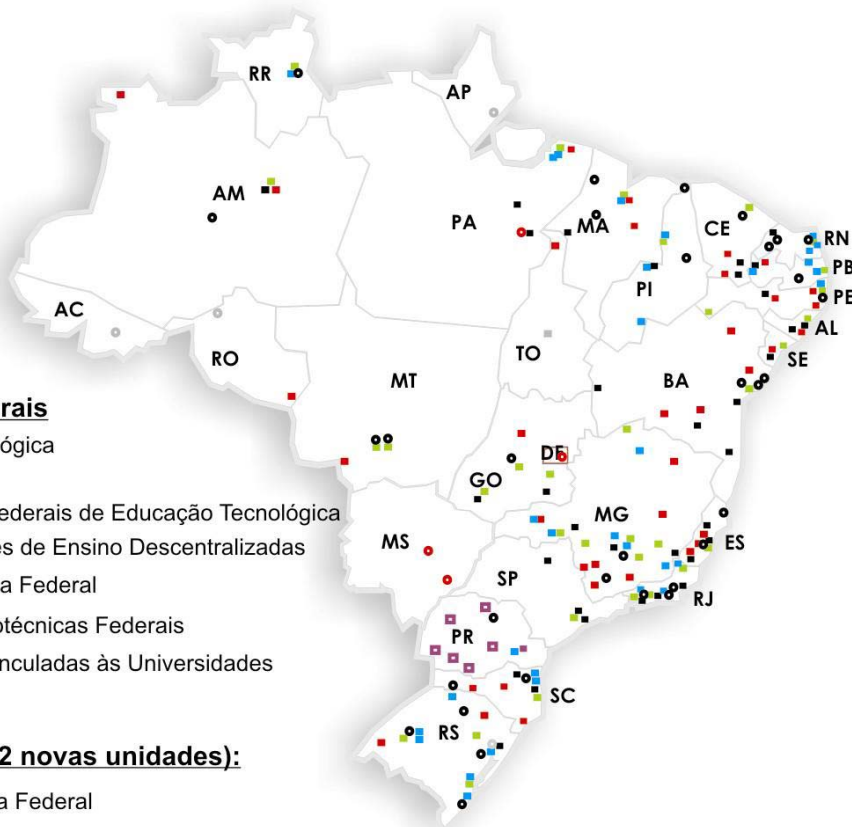 RR
AP
AM
PA
MA
CE
RN
PB
PE
PI
AL
AC
TO
SE
RO
MT
BA
rais
lógica
DF
GO
ederais de Educação Tecnológica
MG
es de Ensino Descentralizadas
MS
ES
a Federal
SP
RJ
otécnicas Federais
PR
nculadas às Universidades
SC
RS
2 novas unidades):
a Federal